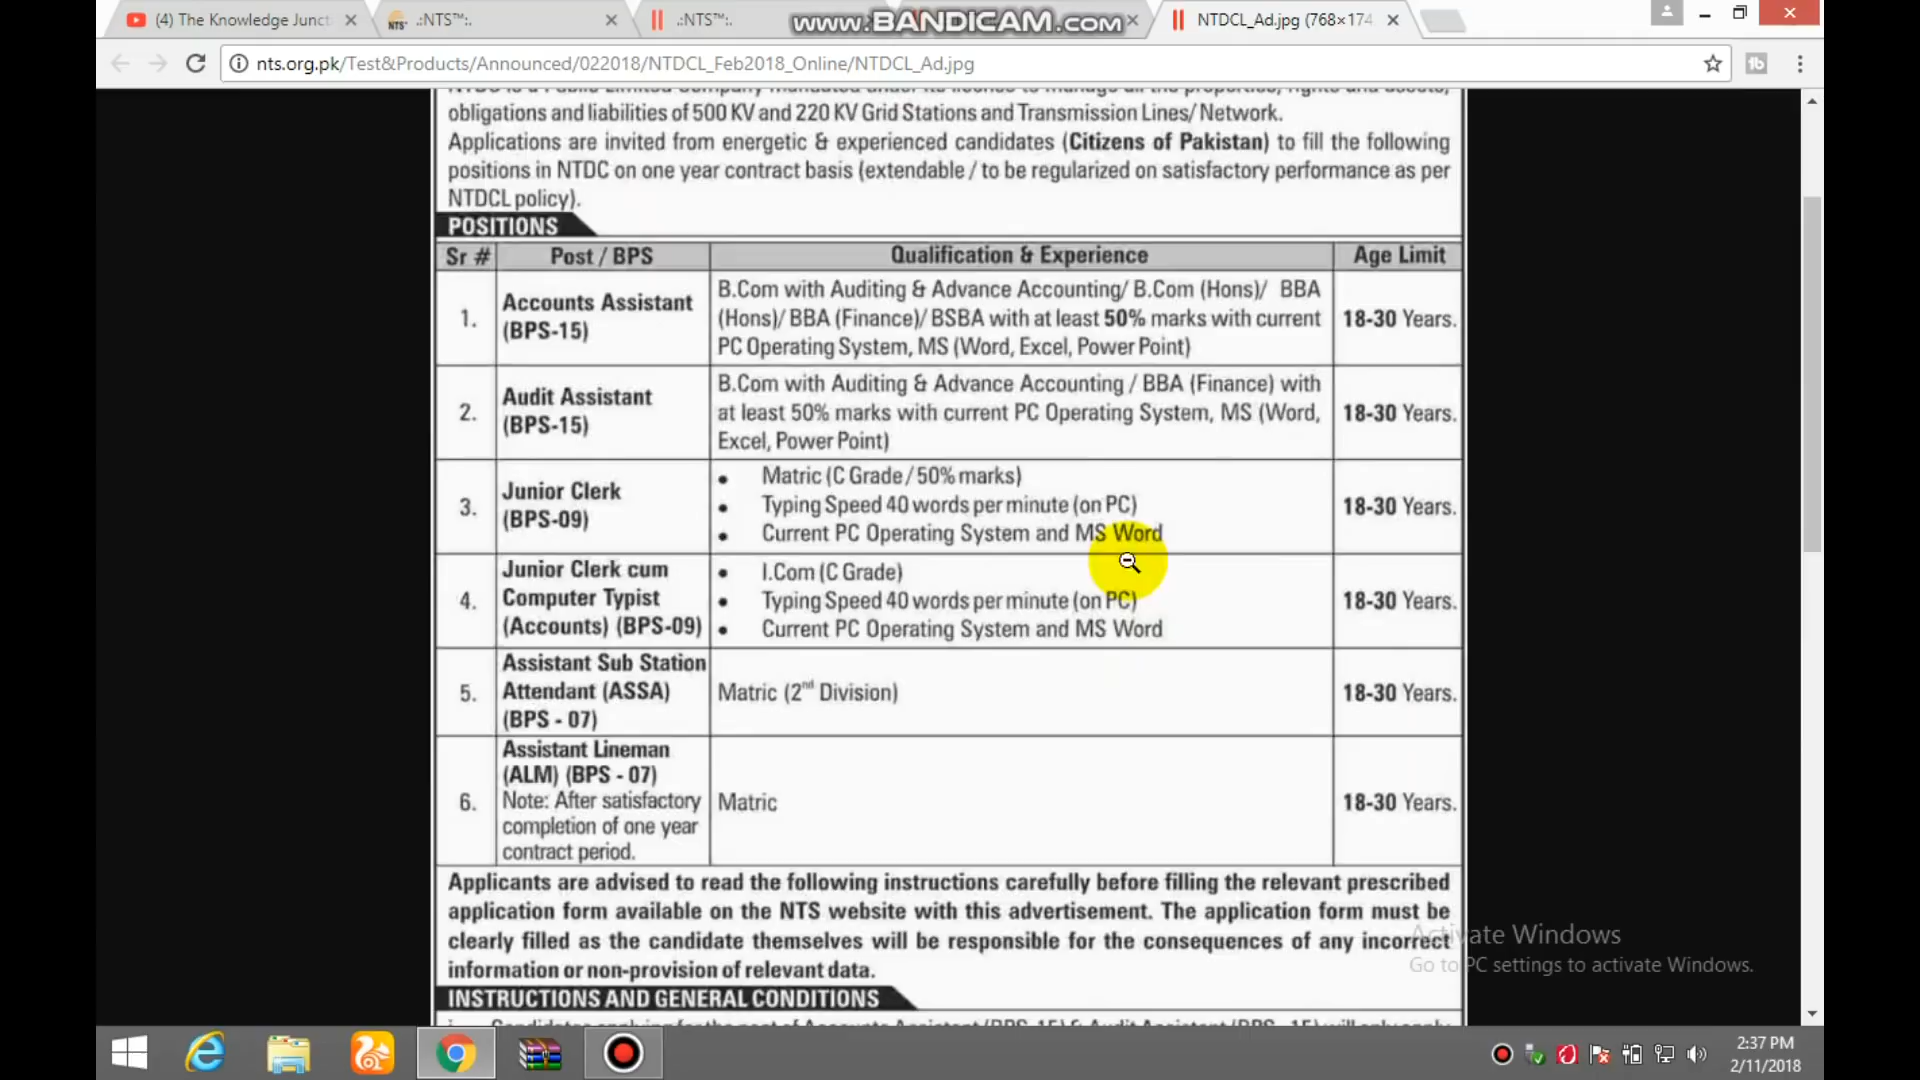 (4) The Knowledge Junct
.:NTS™:.
.:NTS™:.
www.BANDICAM.com
NTDCL_Ad.jpg (768×174
nts.org.pk/Test&Products/Announced/022018/NTDCL_Feb2018_Online/NTDCL_Ad.jpg
obligations and liabilities of 500 KV and 220 KV Grid Stations and Transmission Lines/ Network.
Applications are invited from energetic & experienced candidates (Citizens of Pakistan) to fill the following
positions in NTDC on one year contract basis (extendable / to be regularized on satisfactory performance as per
NTDCL policy).
POSITIONS
Sr # Post / BPS Qualification & Experience Age Limit
1. Accounts Assistant
(BPS-15)
B.Com with Auditing & Advance Accounting/ B.Com (Hons)/ BBA
(Hons)/ BBA (Finance)/ BSBA with at least 50% marks with current
PC Operating System, MS (Word, Excel, Power Point)
18-30 Years.
2. Audit Assistant
(BPS-15)
B.Com with Auditing & Advance Accounting / BBA (Finance) with
at least 50% marks with current PC Operating System, MS (Word,
Excel, Power Point)
18-30 Years.
3. Junior Clerk
(BPS-09)
• Matric (C Grade / 50% marks)
• Typing Speed 40 words per minute (on PC)
• Current PC Operating System and MS Word
18-30 Years.
4. Junior Clerk cum
Computer Typist
(Accounts) (BPS-09)
• I.Com (C Grade)
• Typing Speed 40 words per minute (on PC)
• Current PC Operating System and MS Word
18-30 Years.
5. Assistant Sub Station
Attendant (ASSA)
(BPS - 07)
Matric (2nd Division)
18-30 Years.
6. Assistant Lineman
(ALM) (BPS - 07)
Note: After satisfactory
completion of one year
contract period.
Matric
18-30 Years.
Applicants are advised to read the following instructions carefully before filling the relevant prescribed
application form available on the NTS website with this advertisement. The application form must be
clearly filled as the candidate themselves will be responsible for the consequences of any incorrect
information or non-provision of relevant data.
INSTRUCTIONS AND GENERAL CONDITIONS
Activate Windows
Go to PC settings to activate Windows.
2:37 PM
2/11/2018